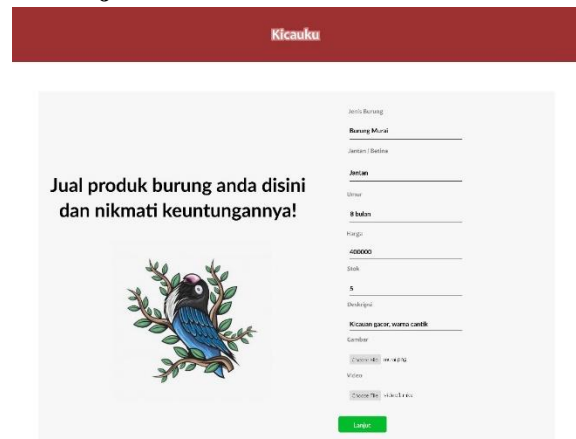 Kicauku
Jual produk burung anda disini
dan nikmati keuntungannya!
Jenis Burung
Burung Murai
Jantan / Betina
Jantan
Umur
8 bulan
Harga
400000
Stok
5
Deskripsi
Kicauan gacor, warna cantik
Gambar
Choose File
Video
Choose File
Lanjut